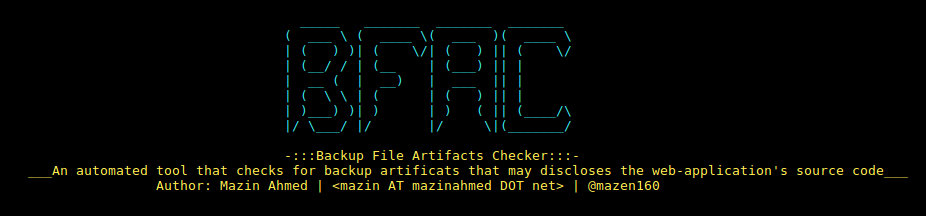 BFAC
-:::Backup File Artifacts Checker:::-
___An automated tool that checks for backup artificats that may discloses the web-application's source code___
Author: Mazin Ahmed | <mazin AT mazinahmed DOT net> | @mazen160